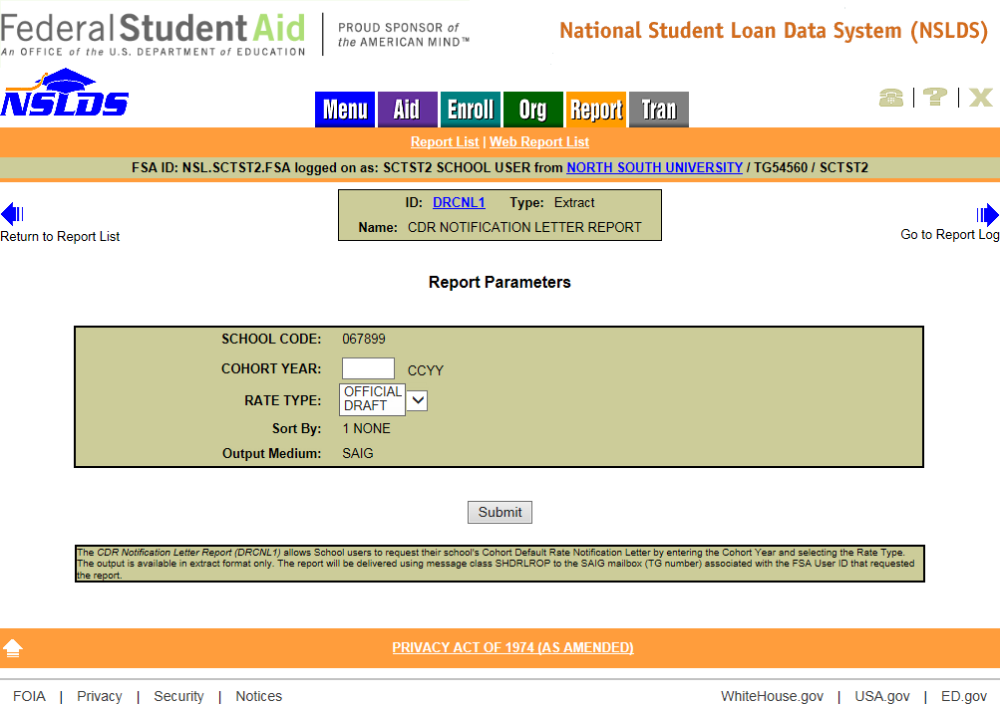 Federal Student Aid
An OFFICE of the U.S. DEPARTMENT of EDUCATION
PROUD SPONSOR of
the AMERICAN MIND™
National Student Loan Data System (NSLDS)
NSLDS
Menu Aid Enroll Org Report Tran
? X
Report List | Web Report List
FSA ID: NSL.SCTST2.FSA logged on as: SCTST2 SCHOOL USER from NORTH SOUTH UNIVERSITY / TG54560 / SCTST2
ID: DRCNL1 Type: Extract
Name: CDR NOTIFICATION LETTER REPORT
Return to Report List
Go to Report Log
Report Parameters
SCHOOL CODE: 067899
COHORT YEAR: CCYY
RATE TYPE: OFFICIAL
DRAFT
Sort By: 1 NONE
Output Medium: SAIG
Submit
The CDR Notification Letter Report (DRCNL1) allows School users to request their school's Cohort Default Rate Notification Letter by entering the Cohort Year and selecting the Rate Type.
The output is available in extract format only. The report will be delivered using message class SHDRLROP to the SAIG mailbox (TG number) associated with the FSA User ID that requested
the report.
PRIVACY ACT OF 1974 (AS AMENDED)
FOIA | Privacy | Security | Notices
WhiteHouse.gov | USA.gov | ED.gov